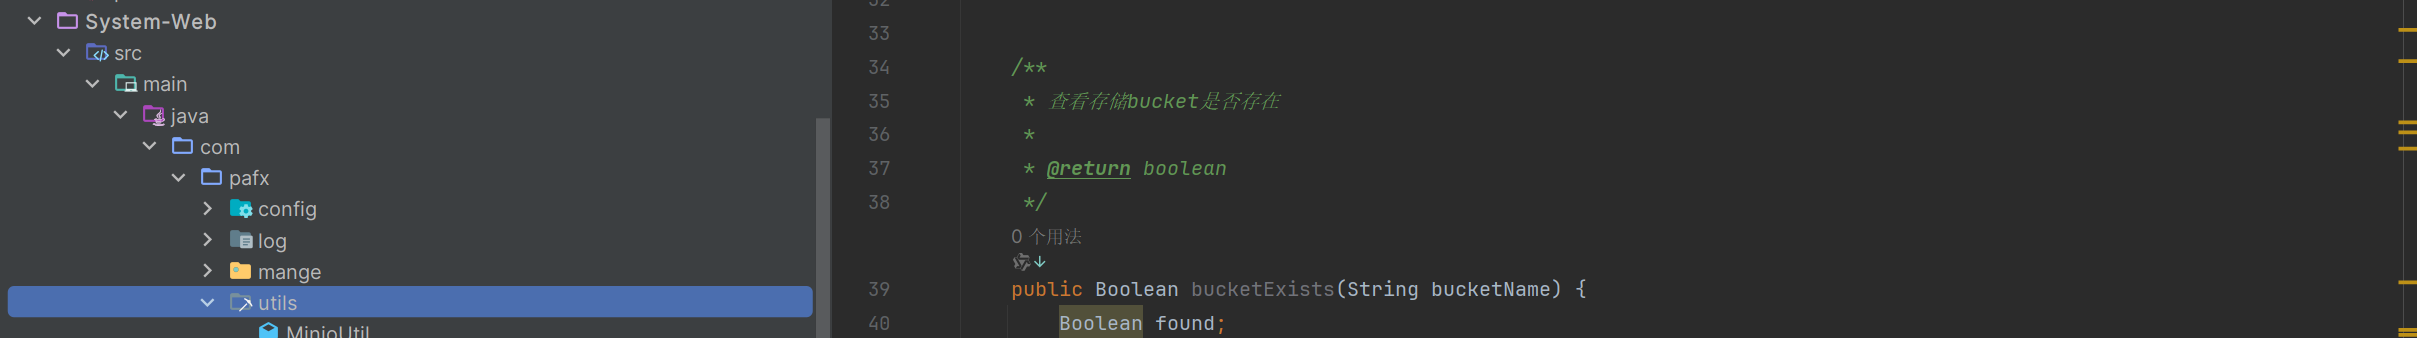 System-Web
src
main
java
com
pafx
config
log
mange
utils
MinioUtil
32
33
34 /**
35 * 查看存储bucket是否存在
36 *
37 * @return boolean
38 */
0 个用法
39 public Boolean bucketExists(String bucketName) {
40 Boolean found;